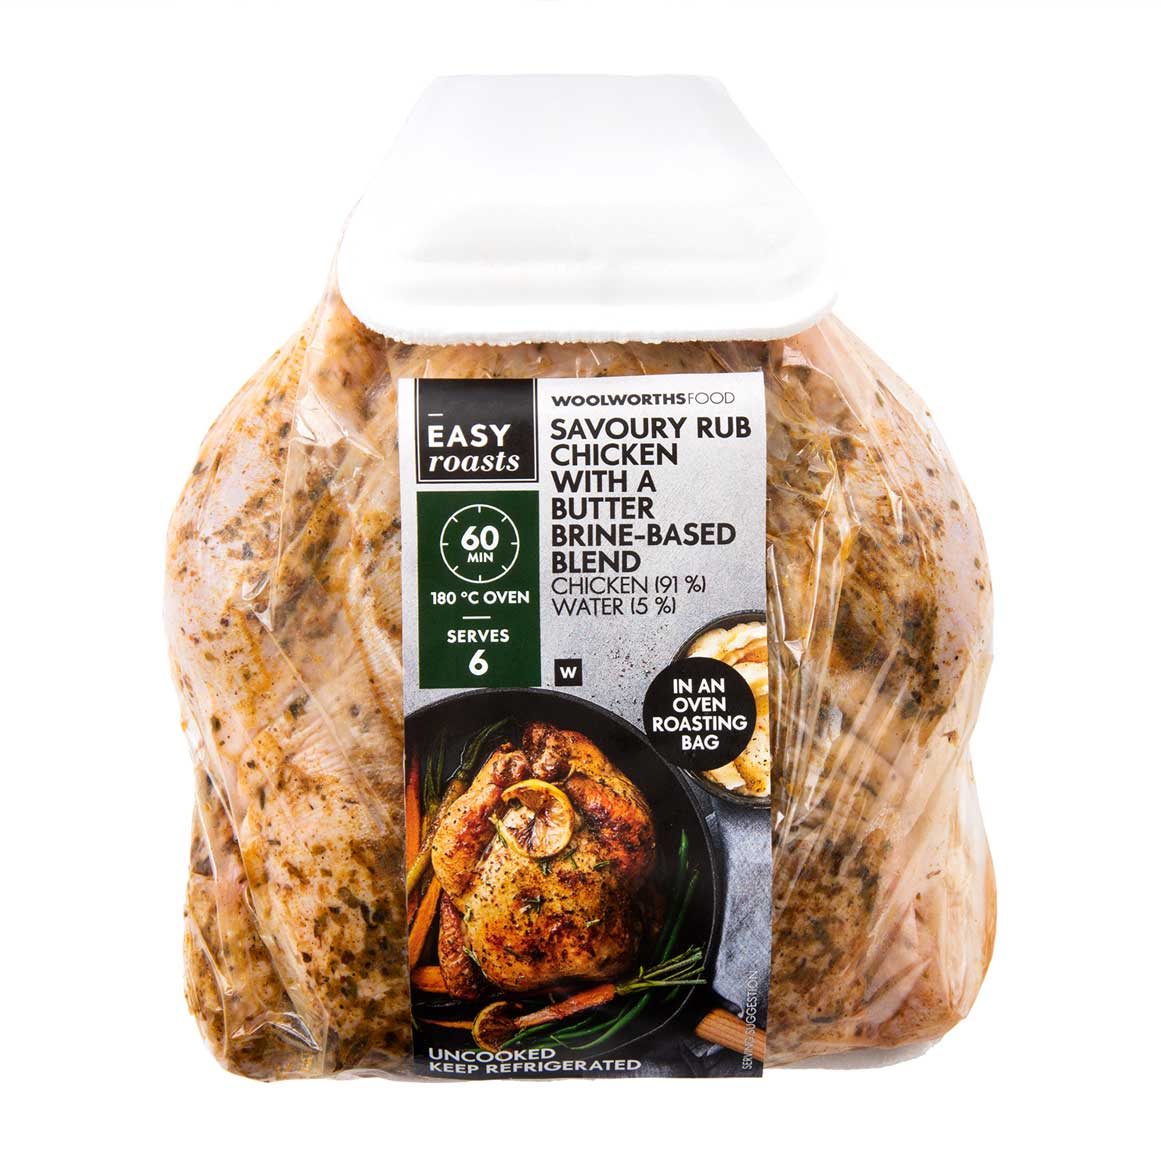 EASY
roasts
60
MIN
180 °C OVEN
SERVES
6
WOOLWORTHSFOOD
SAVOURY RUB
CHICKEN
WITH A
BUTTER
BRINE-BASED
BLEND
CHICKEN (91 %)
WATER (5 %)
W
IN AN
OVEN
ROASTING
BAG
UNCOOKED
KEEP REFRIGERATED
SERVING SUGGESTION